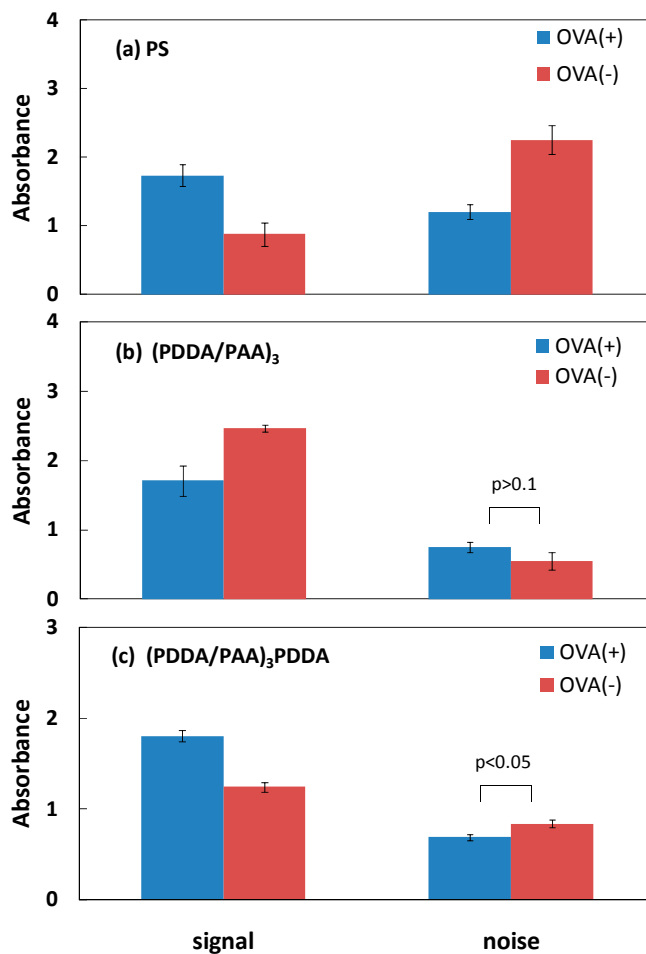 (a) PS
OVA(+)
OVA(-)
Absorbance
4
3
2
1
0
(b) (PDDA/PAA)₃
OVA(+)
OVA(-)
p>0.1
Absorbance
4
3
2
1
0
(c) (PDDA/PAA)₃PDDA
OVA(+)
OVA(-)
p<0.05
Absorbance
3
2
1
0
signal noise